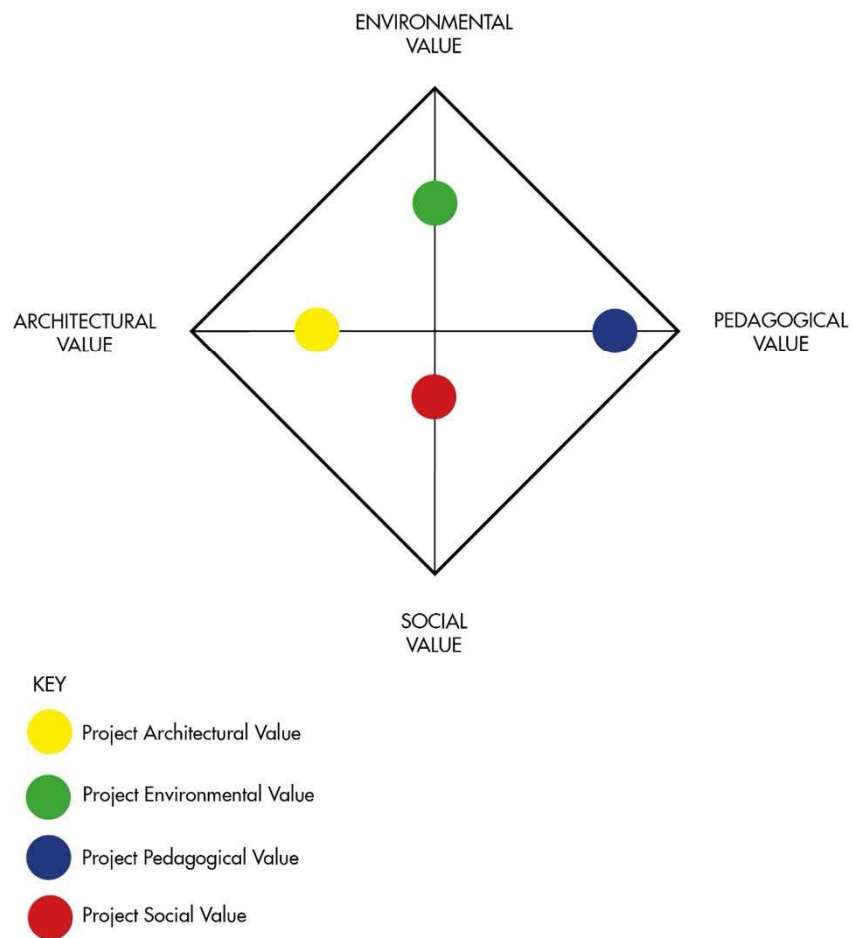 ENVIRONMENTAL
VALUE
ARCHITECTURAL
VALUE
PEDAGOGICAL
VALUE
SOCIAL
VALUE
KEY
Project Architectural Value
Project Environmental Value
Project Pedagogical Value
Project Social Value